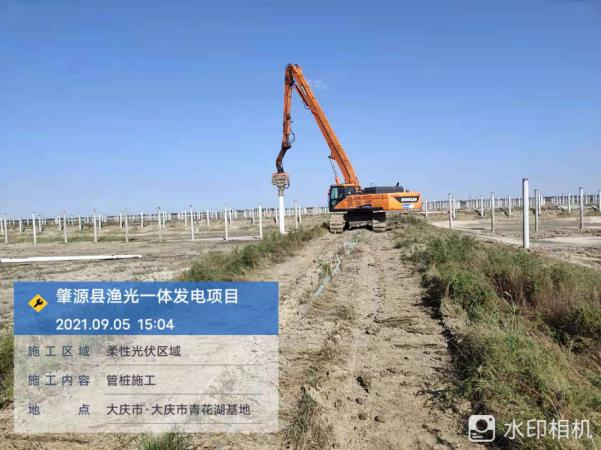 肇源县渔光一体发电项目
2021.09.05 15:04
施工区域 柔性光伏区域
施工内容 管桩施工
地点 大庆市·大庆市青花湖基地
水印相机